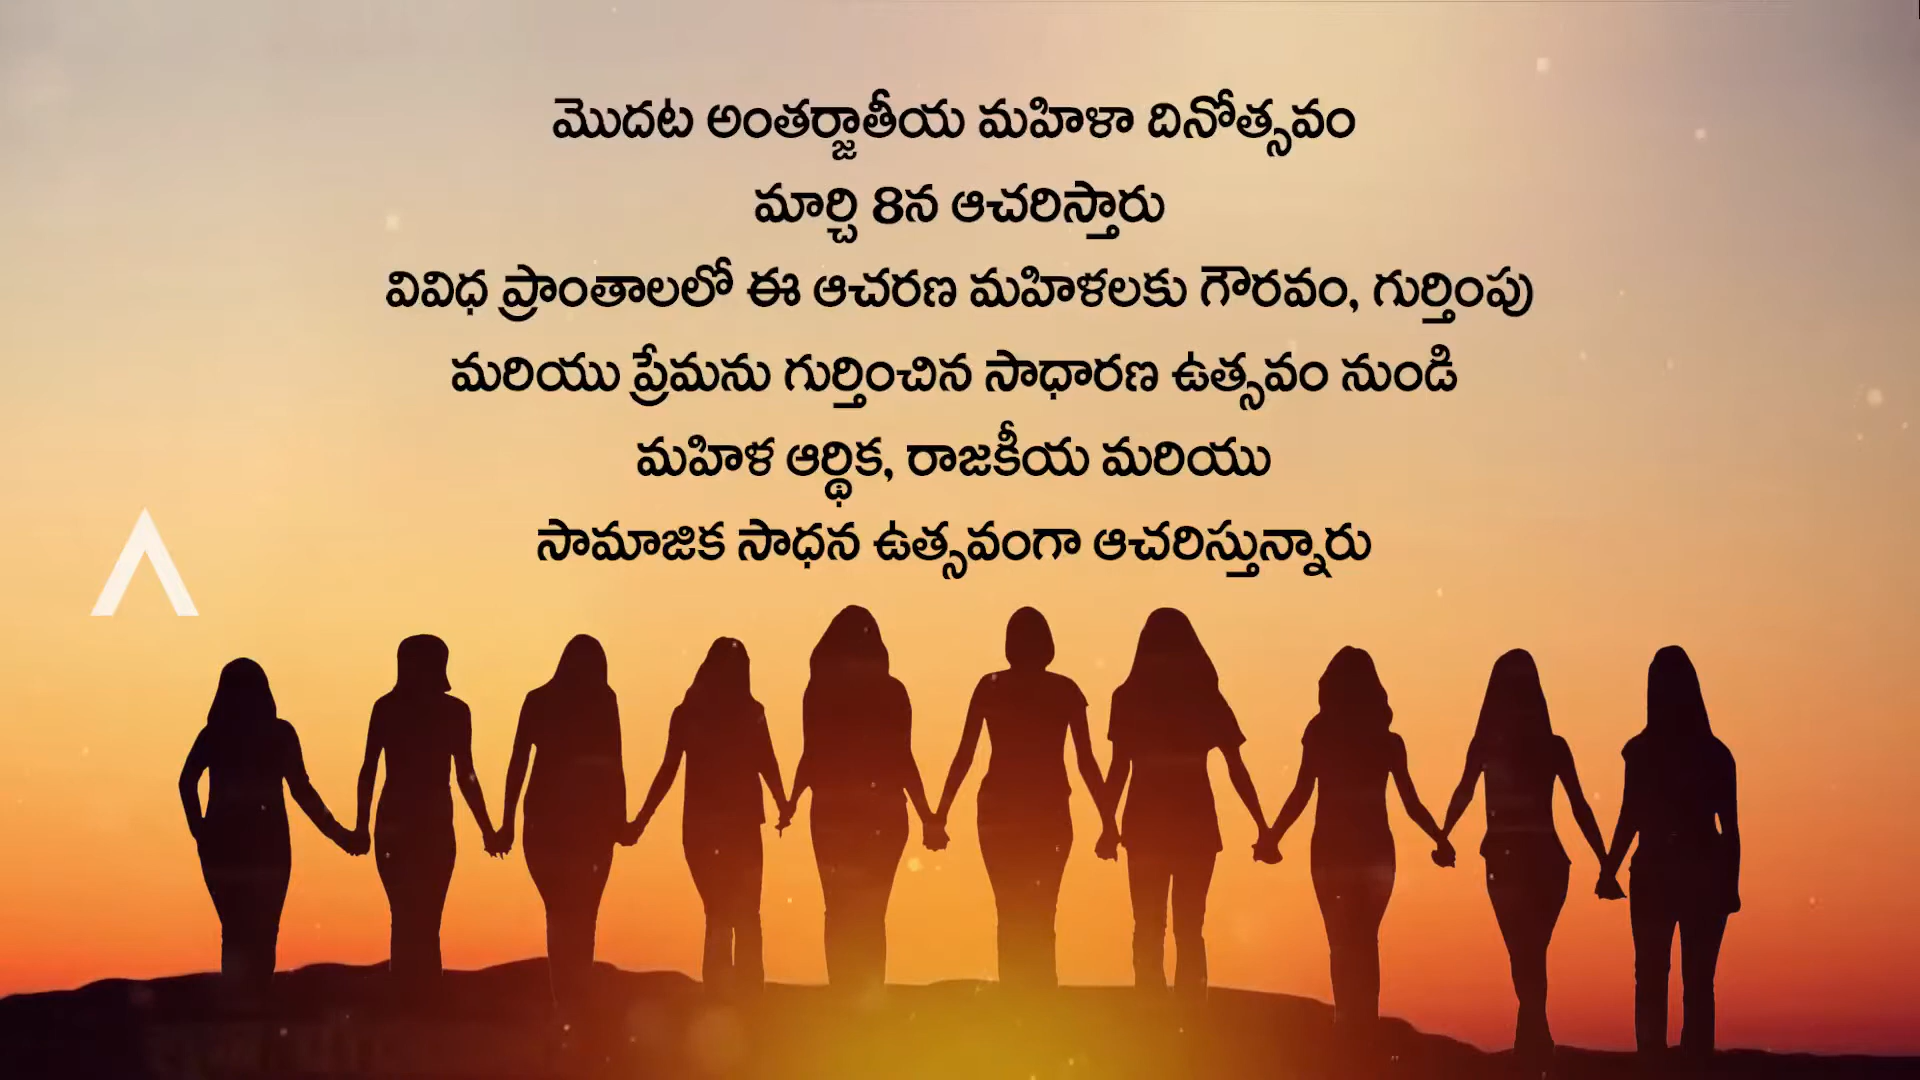 మొదట అంతర్జాతీయ మహిళా దినోత్సవం
మార్చి 8న ఆచరిస్తారు
వివిధ ప్రాంతాలలో ఈ ఆచరణ మహిళలకు గౌరవం, గుర్తింపు
మరియు ప్రేమను గుర్తించిన సాధారణ ఉత్సవం నుండి
మహిళ ఆర్థిక, రాజకీయ మరియు
సామాజిక సాధన ఉత్సవంగా ఆచరిస్తున్నారు